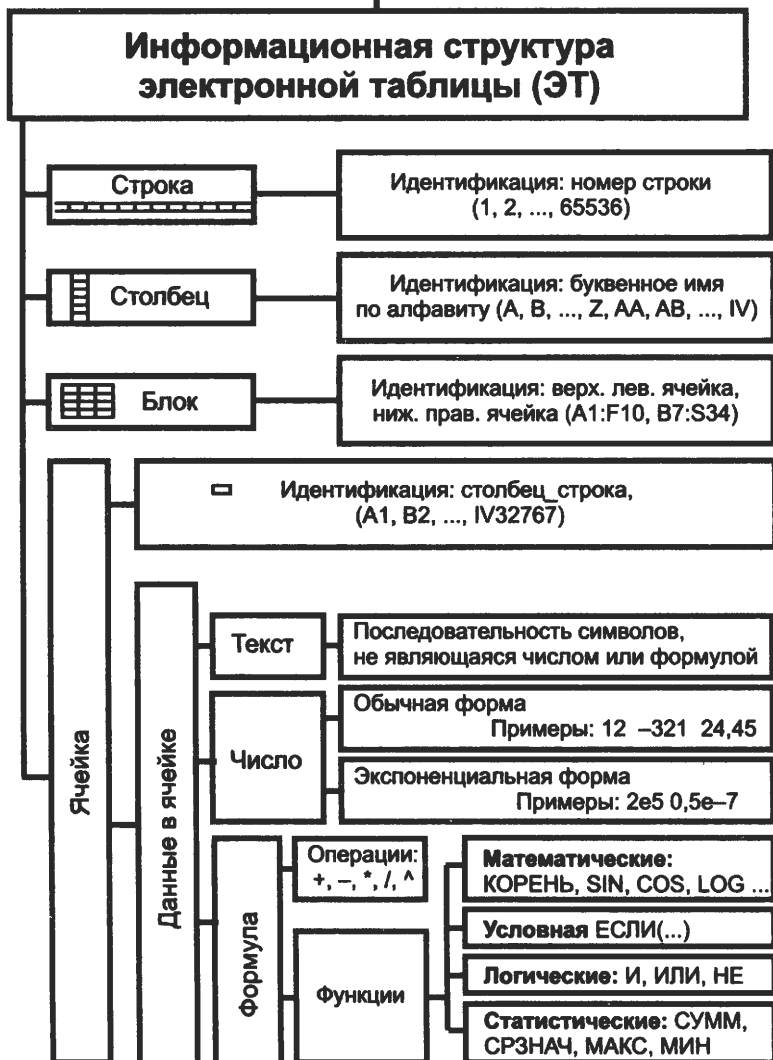 Информационная структура
электронной таблицы (ЭТ)
Строка
Идентификация: номер строки
(1, 2, ..., 65536)
Столбец
Идентификация: буквенное имя
по алфавиту (A, B, ..., Z, AA, AB, ..., IV)
Блок
Идентификация: верх. лев. ячейка,
ниж. прав. ячейка (A1:F10, B7:S34)
Ячейка
Идентификация: столбец_строка,
(A1, B2, ..., IV32767)
Данные в ячейке
Текст
Последовательность символов,
не являющаяся числом или формулой
Число
Обычная форма
Примеры: 12 –321 24,45
Экспоненциальная форма
Примеры: 2e5 0,5e–7
Формула
Операции:
+, –, *, /, ^
Функции
Математические:
КОРЕНЬ, SIN, COS, LOG ...
Условная ЕСЛИ(...)
Логические: И, ИЛИ, НЕ
Статистические: СУММ,
СРЗНАЧ, МАКС, МИН